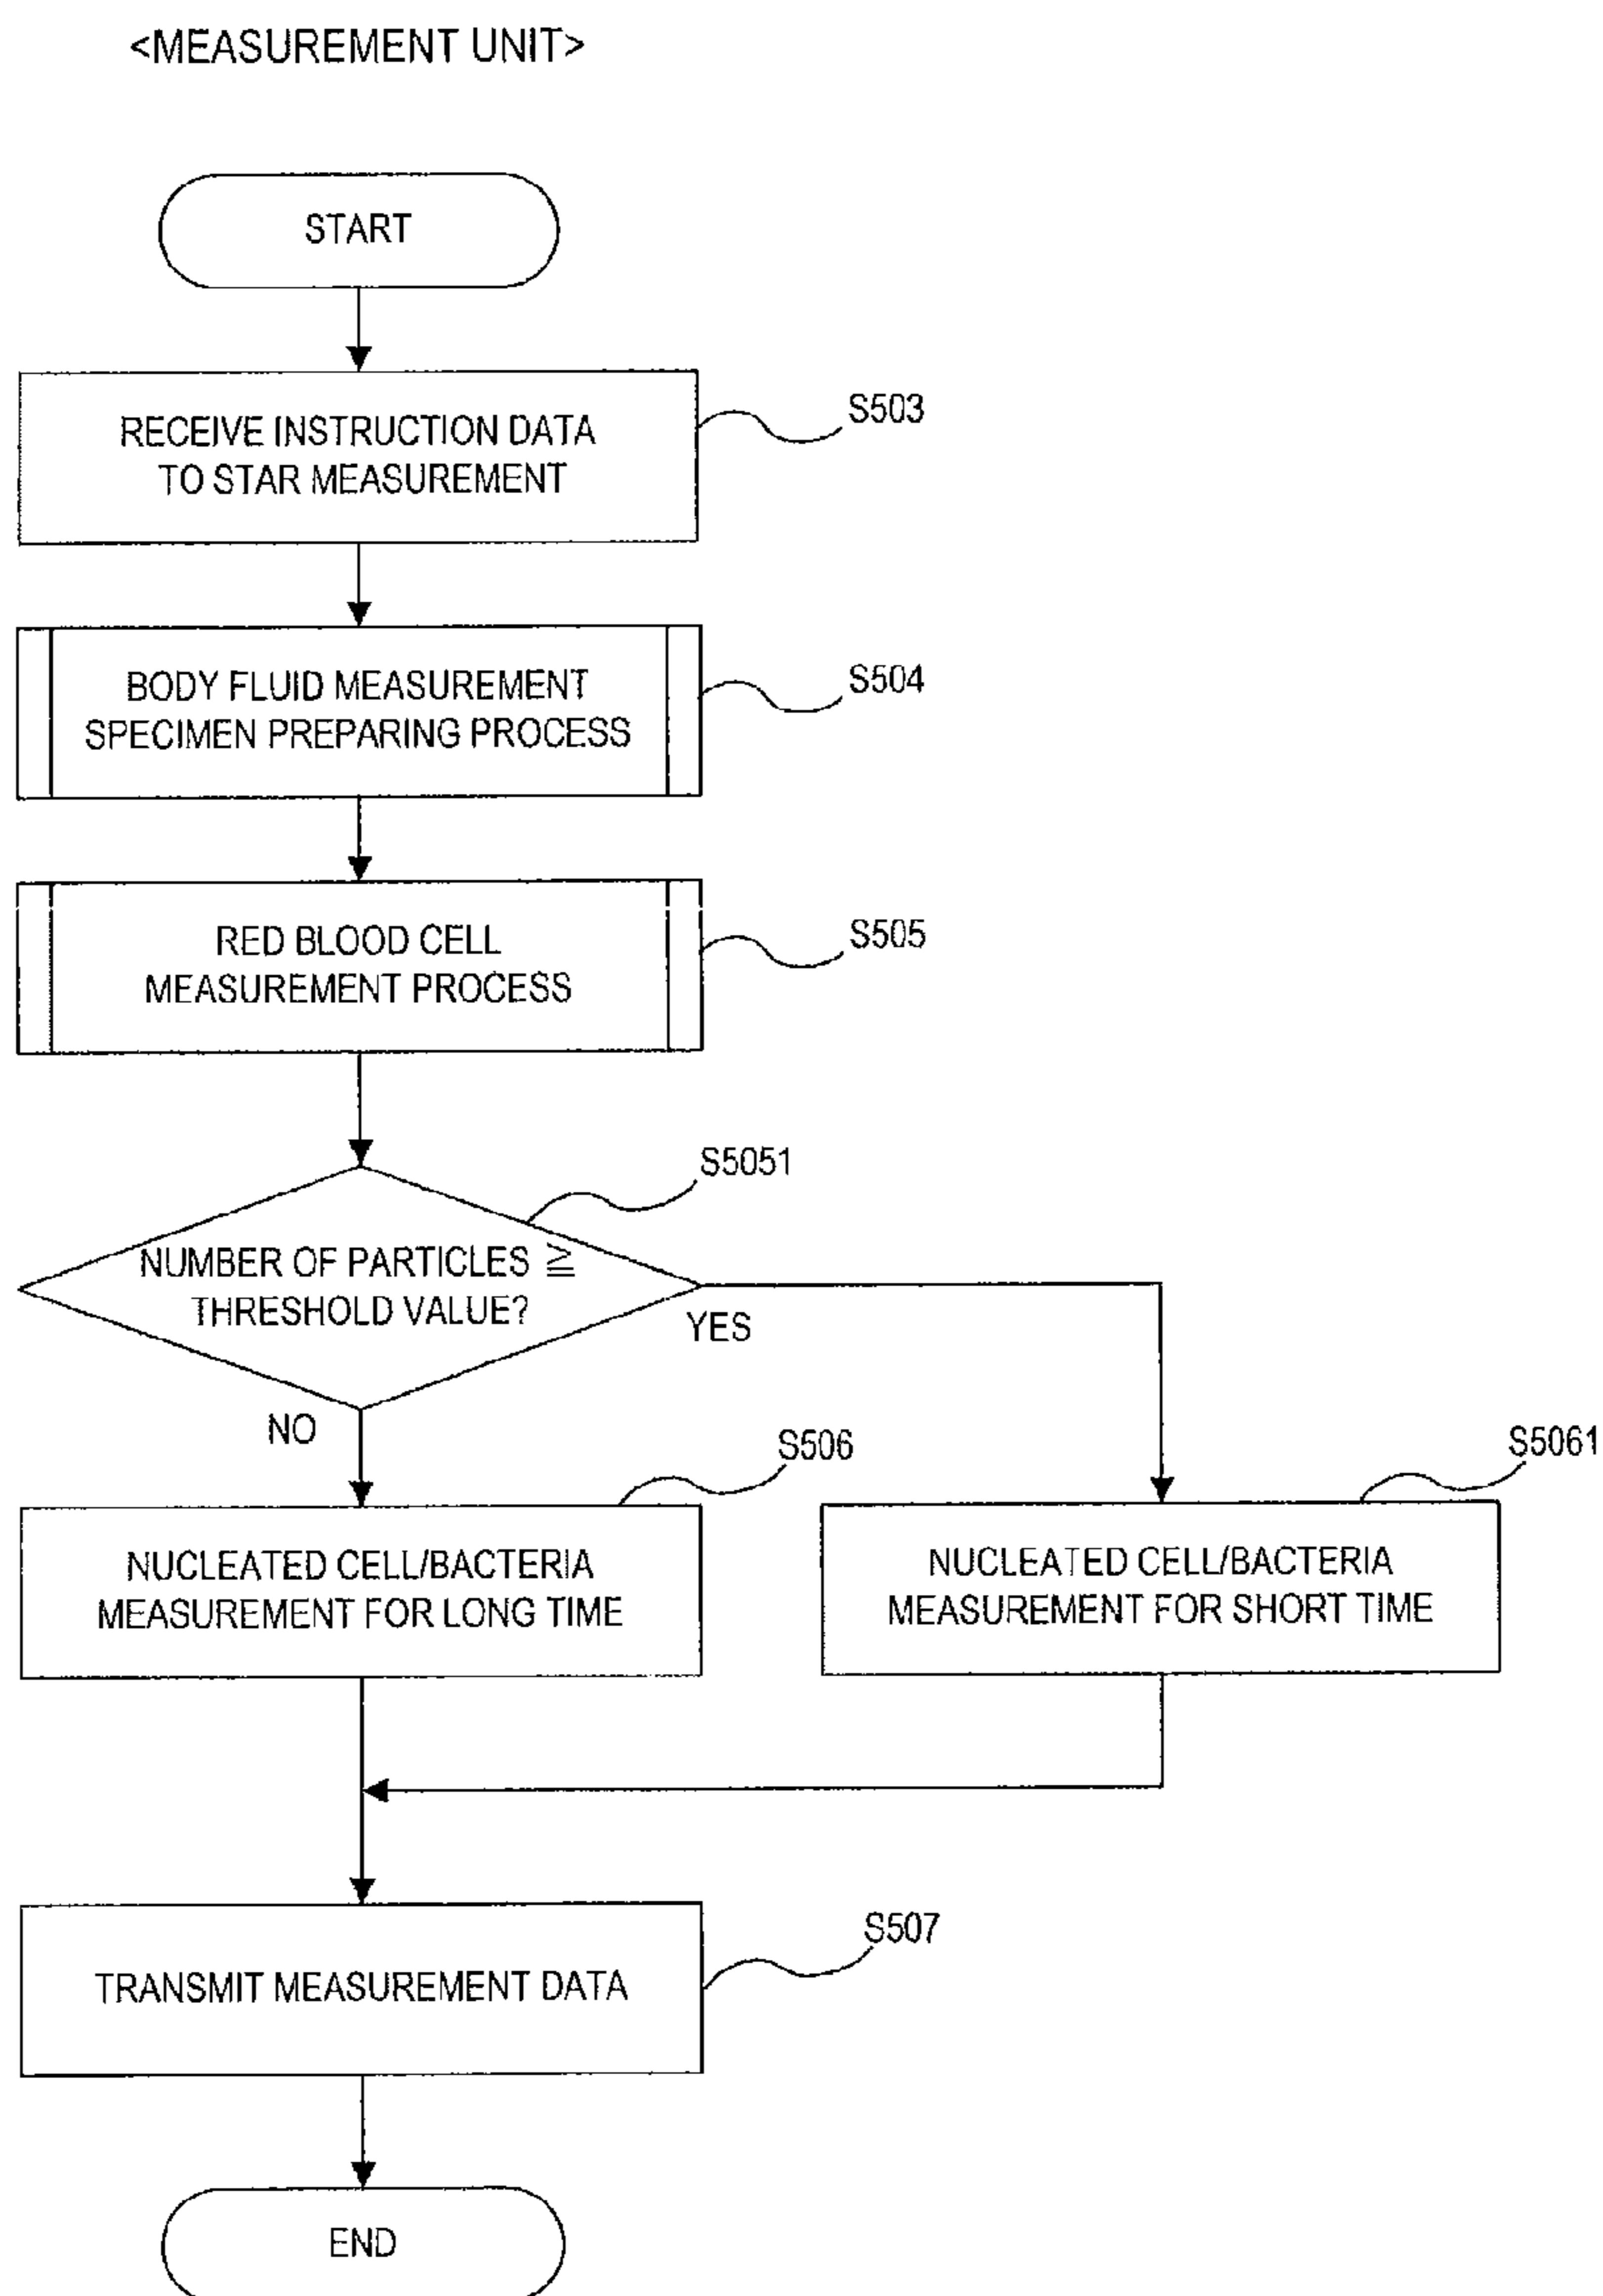 <MEASUREMENT UNIT>
START
RECEIVE INSTRUCTION DATA
TO STAR MEASUREMENT
S503
BODY FLUID MEASUREMENT
SPECIMEN PREPARING PROCESS
S504
RED BLOOD CELL
MEASUREMENT PROCESS
S505
S5051
NUMBER OF PARTICLES ≧
THRESHOLD VALUE?
YES
NO
S506
NUCLEATED CELL/BACTERIA
MEASUREMENT FOR LONG TIME
S5061
NUCLEATED CELL/BACTERIA
MEASUREMENT FOR SHORT TIME
TRANSMIT MEASUREMENT DATA
S507
END